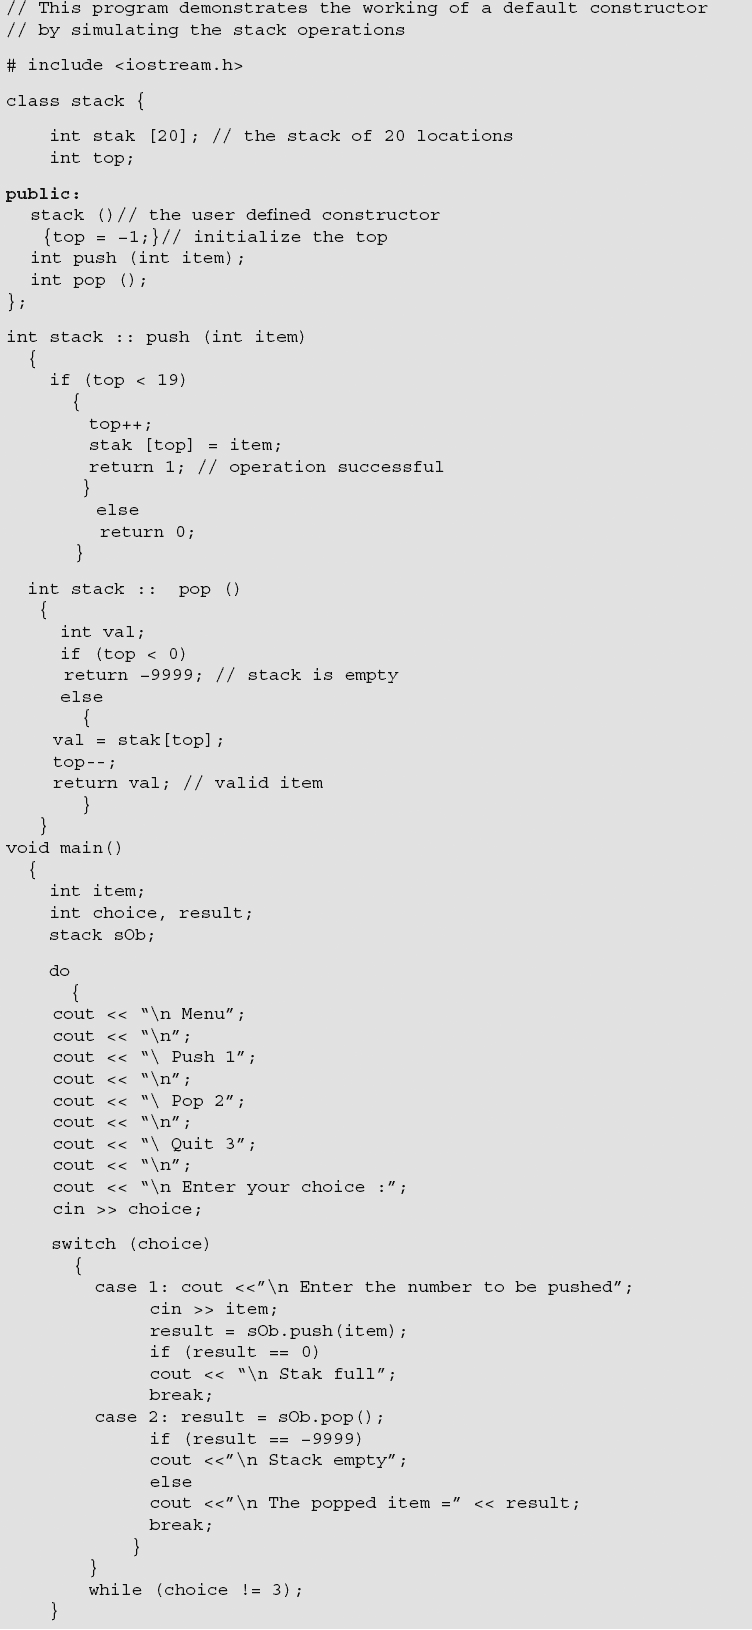 // This program demonstrates the working of a default constructor
// by simulating the stack operations
# include <iostream.h>
class stack {
int stak [20]; // the stack of 20 locations
int top;
public:
stack ()// the user defined constructor
{top = -1;}// initialize the top
int push (int item);
int pop ();
};
int stack :: push (int item)
{
if (top < 19)
{
top++;
stak [top] = item;
return 1; // operation successful
}
else
return 0;
}
int stack ::  pop ()
{
int val;
if (top < 0)
return -9999; // stack is empty
else
{
val = stak[top];
top--;
return val; // valid item
}
}
void main()
{
int item;
int choice, result;
stack sOb;
do
{
cout << “\n Menu”;
cout << “\n”;
cout << “\ Push 1”;
cout << “\n”;
cout << “\ Pop 2”;
cout << “\n”;
cout << “\ Quit 3”;
cout << “\n”;
cout << “\n Enter your choice :”;
cin >> choice;
switch (choice)
{
case 1: cout <<”\n Enter the number to be pushed”;
cin >> item;
result = sOb.push(item);
if (result == 0)
cout << “\n Stak full”;
break;
case 2: result = sOb.pop();
if (result == -9999)
cout <<”\n Stack empty”;
else
cout <<”\n The popped item =” << result;
break;
}
}
while (choice != 3);
}